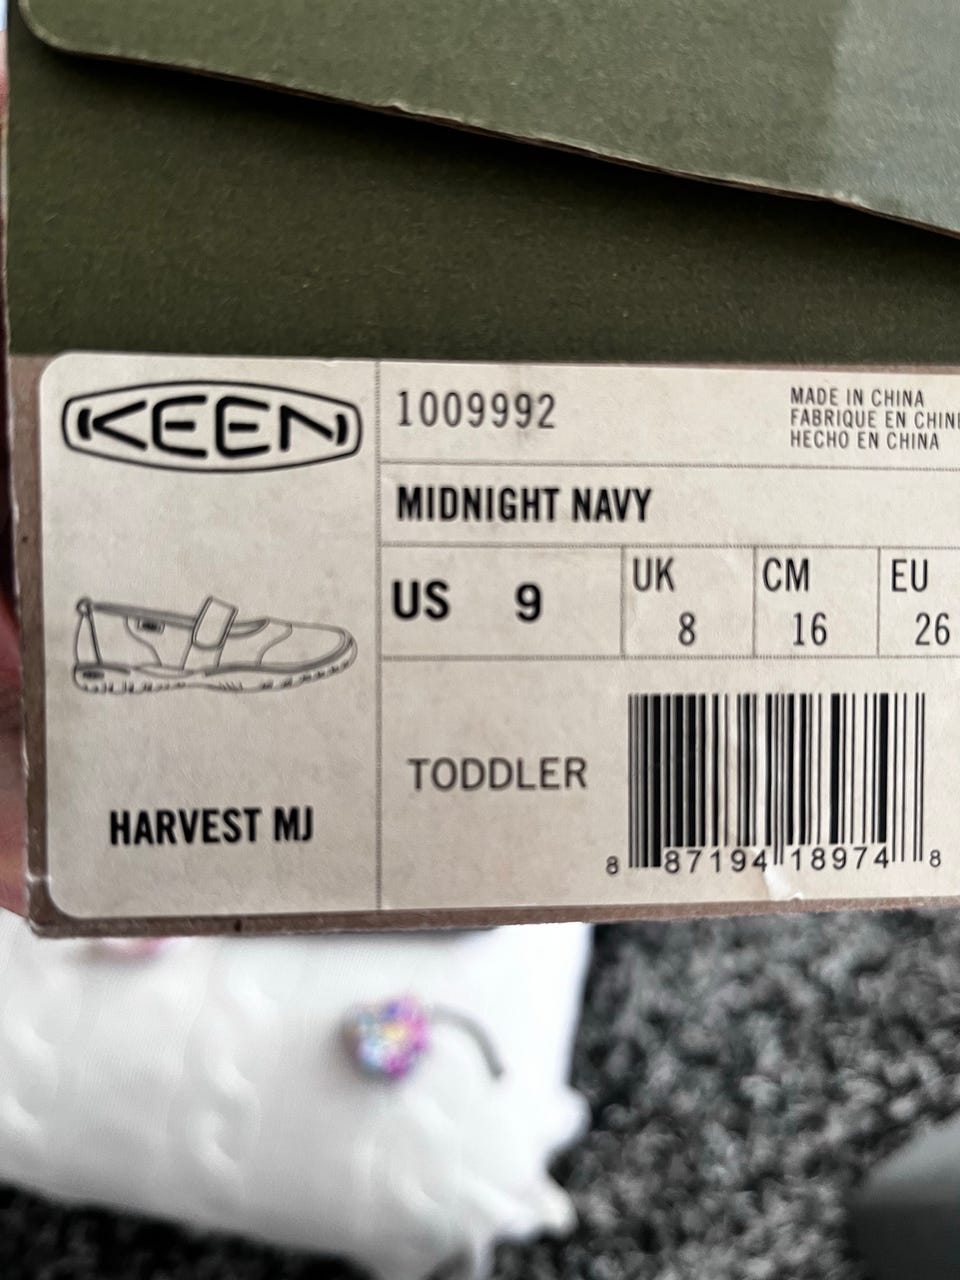 KEEN
1009992
MADE IN CHINA
FABRIQUE EN CHINE
HECHO EN CHINA
MIDNIGHT NAVY
US 9
UK 8
CM 16
EU 26
TODDLER
HARVEST MJ
8 87194 18974 8